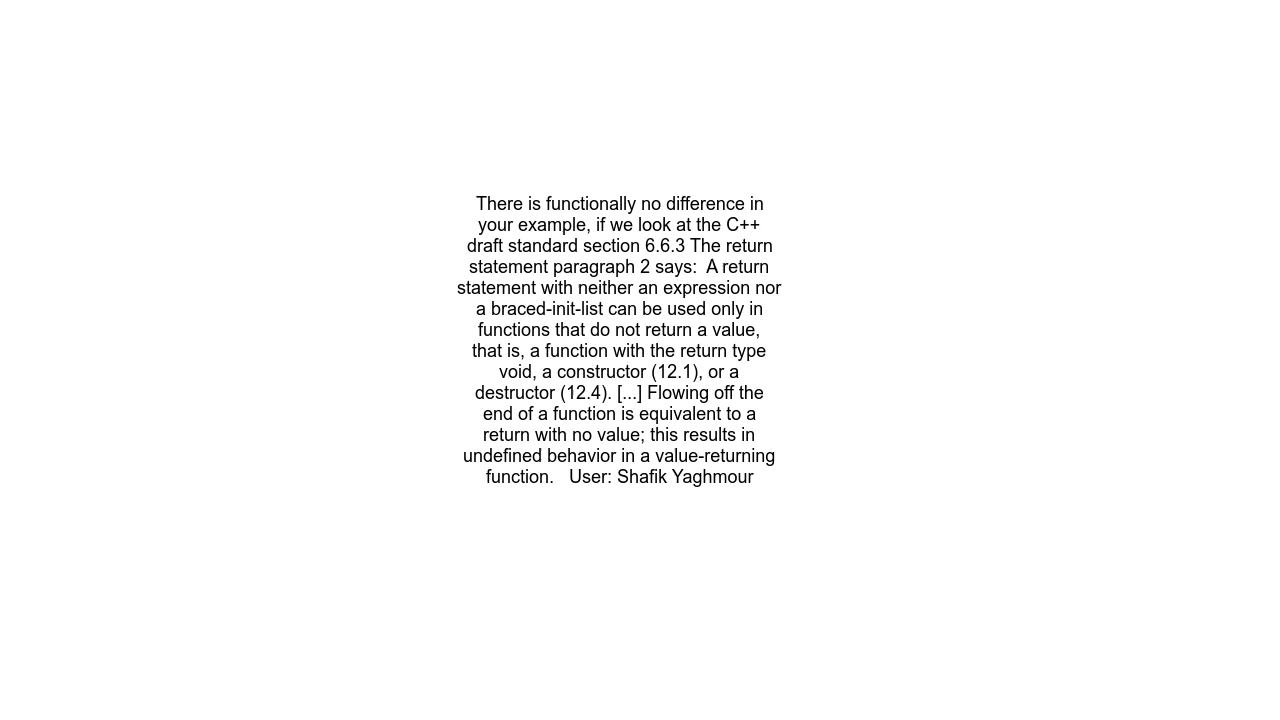 There is functionally no difference in
your example, if we look at the C++
draft standard section 6.6.3 The return
statement paragraph 2 says:  A return
statement with neither an expression nor
a braced-init-list can be used only in
functions that do not return a value,
that is, a function with the return type
void, a constructor (12.1), or a
destructor (12.4). [...] Flowing off the
end of a function is equivalent to a
return with no value; this results in
undefined behavior in a value-returning
function.   User: Shafik Yaghmour